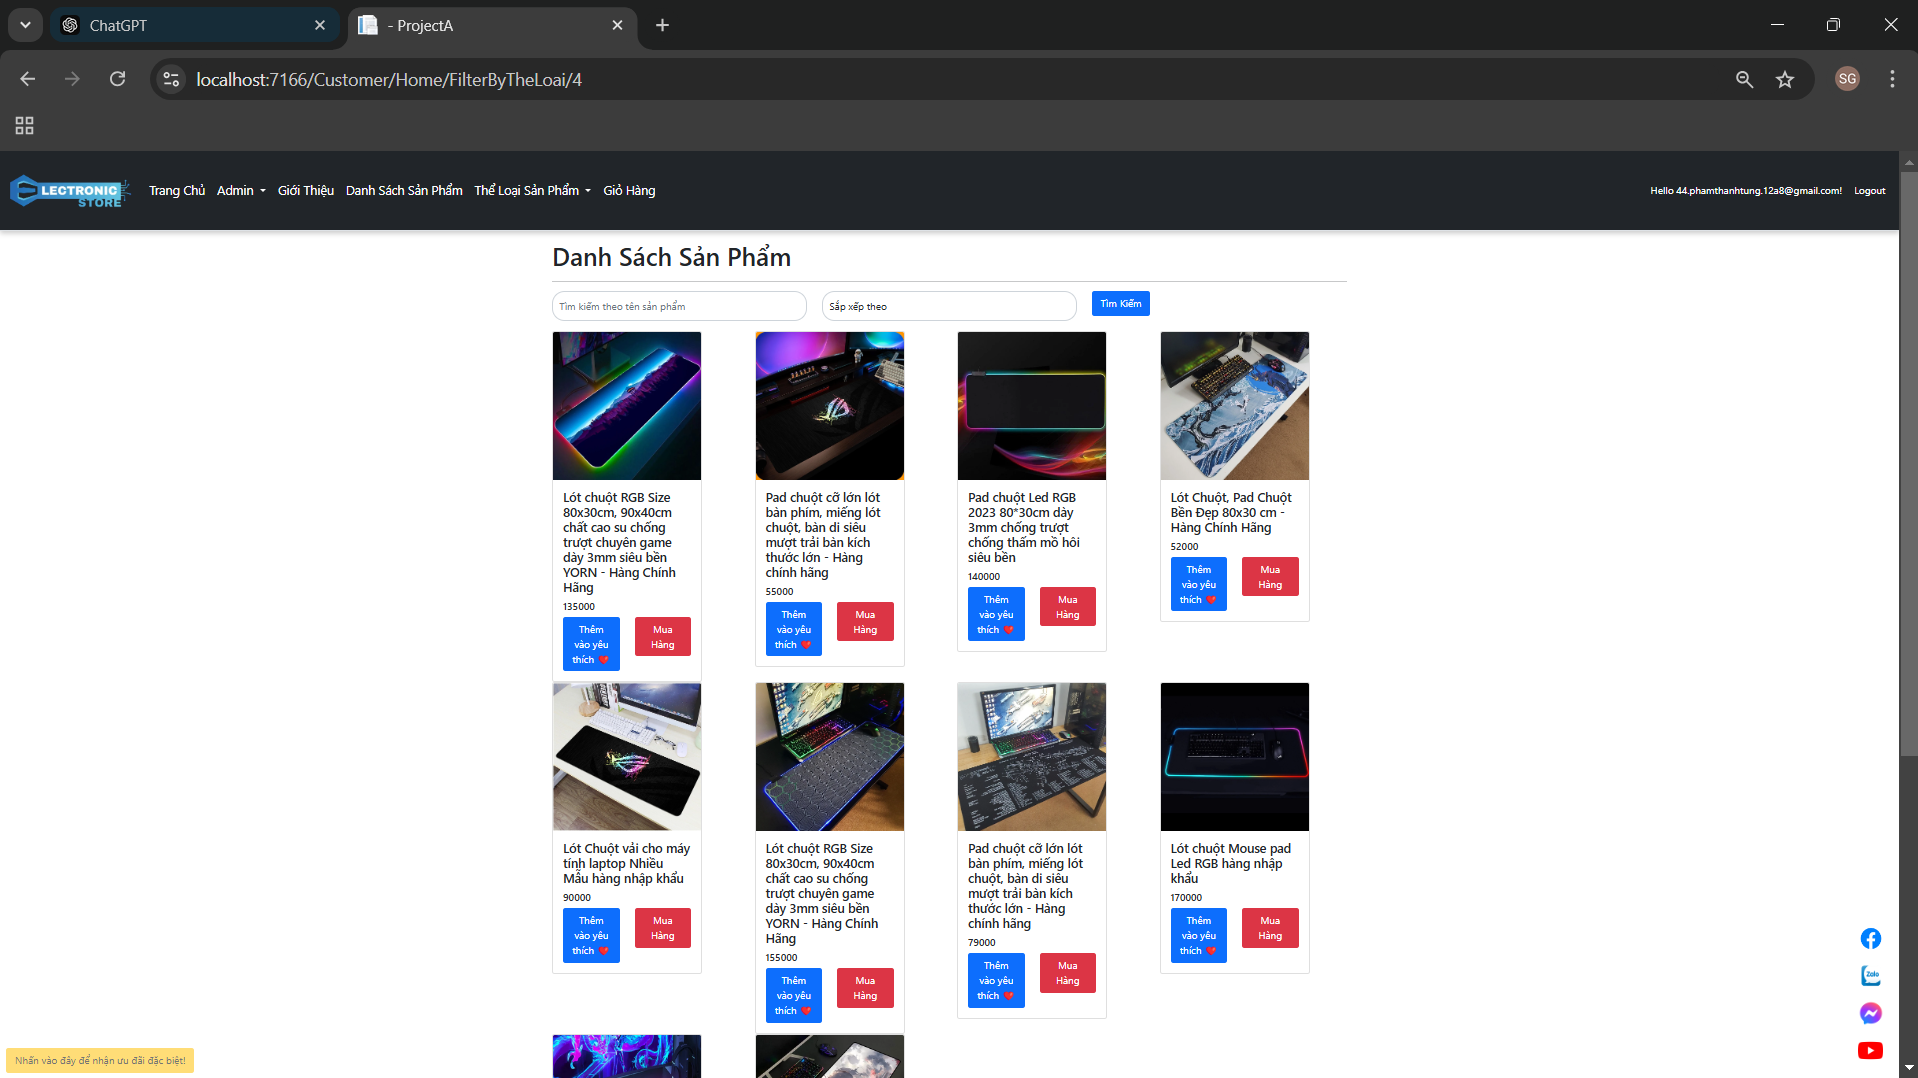 ChatGPT
- ProjectA
localhost:7166/Customer/Home/FilterByTheLoai/4
SG
LECTRONIC
STORE
Trang Chủ
Admin
Giới Thiệu
Danh Sách Sản Phẩm
Thể Loại Sản Phẩm
Giỏ Hàng
Hello 44.phamthanhtung.12a8@gmail.com!
Logout
Danh Sách Sản Phẩm
Tìm kiếm theo tên sản phẩm
Sắp xếp theo
Tìm Kiếm
Lót chuột RGB Size
80x30cm, 90x40cm
chất cao su chống
trượt chuyên game
dày 3mm siêu bền
YORN - Hàng Chính
Hãng
135000
Thêm
vào yêu
thích
Mua
Hàng
Pad chuột cỡ lớn lót
bàn phím, miếng lót
chuột, bàn di siêu
mượt trải bàn kích
thước lớn - Hàng
chính hãng
55000
Thêm
vào yêu
thích
Mua
Hàng
Pad chuột Led RGB
2023 80*30cm dày
3mm chống trượt
chống thấm mồ hôi
siêu bền
140000
Thêm
vào yêu
thích
Mua
Hàng
Lót Chuột, Pad Chuột
Bền Đẹp 80x30 cm -
Hàng Chính Hãng
52000
Thêm
vào yêu
thích
Mua
Hàng
Lót Chuột vải cho máy
tính laptop Nhiều
Mẫu hàng nhập khẩu
90000
Thêm
vào yêu
thích
Mua
Hàng
Lót chuột RGB Size
80x30cm, 90x40cm
chất cao su chống
trượt chuyên game
dày 3mm siêu bền
YORN - Hàng Chính
Hãng
155000
Thêm
vào yêu
thích
Mua
Hàng
Pad chuột cỡ lớn lót
bàn phím, miếng lót
chuột, bàn di siêu
mượt trải bàn kích
thước lớn - Hàng
chính hãng
79000
Thêm
vào yêu
thích
Mua
Hàng
Lót chuột Mouse pad
Led RGB hàng nhập
khẩu
170000
Thêm
vào yêu
thích
Mua
Hàng
Zalo
Nhấn vào đây để nhận ưu đãi đặc biệt!